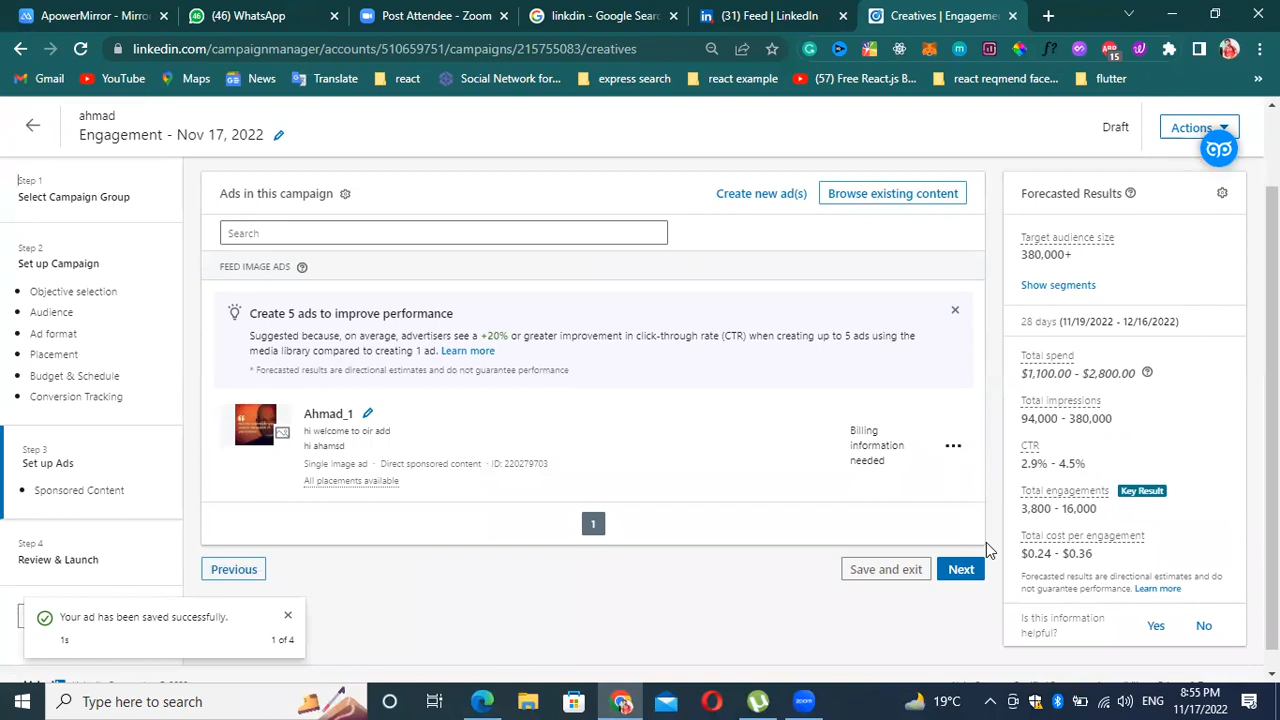 ApowerMirror - Mirror
(46) WhatsApp
Post Attendee - Zoom
linkdin - Google Sear
(31) Feed | LinkedIn
Creatives | Engageme
linkedin.com/campaignmanager/accounts/510659751/campaigns/215755083/creatives
15
Gmail
YouTube
Maps
News
Translate
react
Social Network for...
express search
react example
(57) Free React.js B...
react reqmend face...
flutter
ahmad
Engagement - Nov 17, 2022
Draft
Actions
Step 1
Select Campaign Group
Step 2
Set up Campaign
Objective selection
Audience
Ad format
Placement
Budget & Schedule
Conversion Tracking
Step 3
Set up Ads
Sponsored Content
Step 4
Review & Launch
Ads in this campaign
Create new ad(s)
Browse existing content
Search
FEED IMAGE ADS
Create 5 ads to improve performance
Suggested because, on average, advertisers see a +20% or greater improvement in click-through rate (CTR) when creating up to 5 ads using the
media library compared to creating 1 ad. Learn more
* Forecasted results are directional estimates and do not guarantee performance
Ahmad_1
hi welcome to oir add
hi ahamsd
Single image ad · Direct sponsored content · ID: 220279703
All placements available
Billing
information
needed
1
Previous
Save and exit
Next
Forecasted Results
Target audience size
380,000+
Show segments
28 days (11/19/2022 - 12/16/2022)
Total spend
$1,100.00 - $2,800.00
Total impressions
94,000 - 380,000
CTR
2.9% - 4.5%
Total engagements
Key Result
3,800 - 16,000
Total cost per engagement
$0.24 - $0.36
Forecasted results are directional estimates and do
not guarantee performance. Learn more
Is this information
helpful?
Yes
No
Your ad has been saved successfully.
1s
1 of 4
Type here to search
19°C
ENG
8:55 PM
11/17/2022